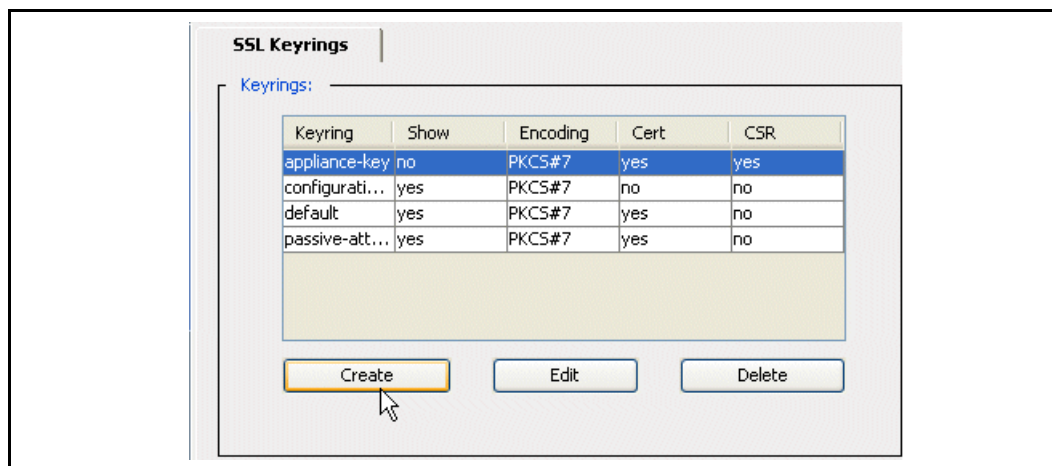 SSL Keyrings
Keyrings:
Keyring Show Encoding Cert CSR
appliance-key no PKCS#7 yes yes
configurati... yes PKCS#7 no no
default yes PKCS#7 yes no
passive-att... yes PKCS#7 yes no
Create Edit Delete